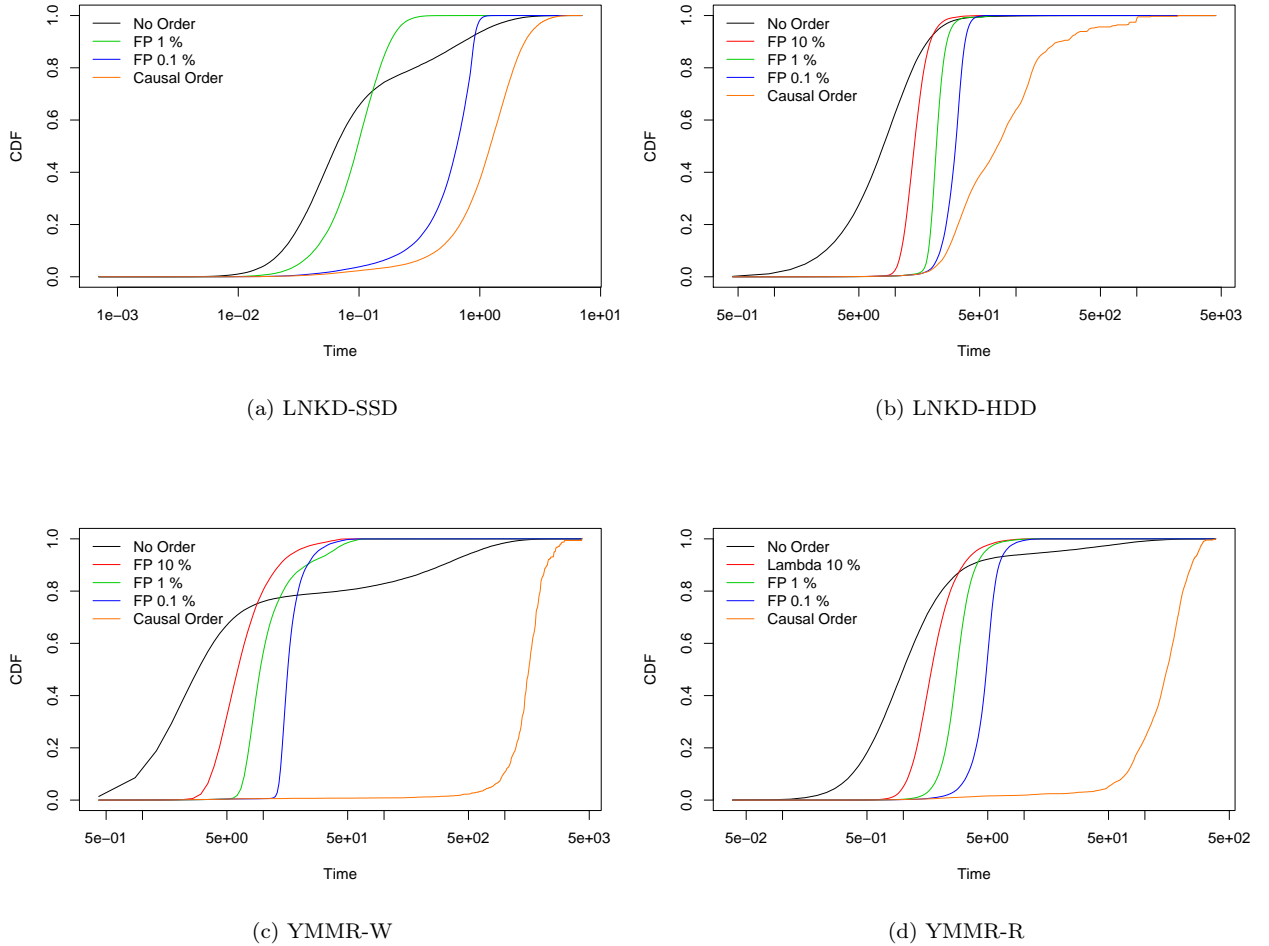 No Order
FP 1 %
FP 0.1 %
Causal Order
CDF
0.0
0.2
0.4
0.6
0.8
1.0
1e−03
1e−02
1e−01
1e+00
1e+01
Time
(a) LNKD-SSD
No Order
FP 10 %
FP 1 %
FP 0.1 %
Causal Order
CDF
0.0
0.2
0.4
0.6
0.8
1.0
5e−01
5e+00
5e+01
5e+02
5e+03
Time
(b) LNKD-HDD
No Order
FP 10 %
FP 1 %
FP 0.1 %
Causal Order
CDF
0.0
0.2
0.4
0.6
0.8
1.0
5e−01
5e+00
5e+01
5e+02
5e+03
Time
(c) YMMR-W
No Order
Lambda 10 %
FP 1 %
FP 0.1 %
Causal Order
CDF
0.0
0.2
0.4
0.6
0.8
1.0
5e−02
5e−01
5e+00
5e+01
5e+02
Time
(d) YMMR-R